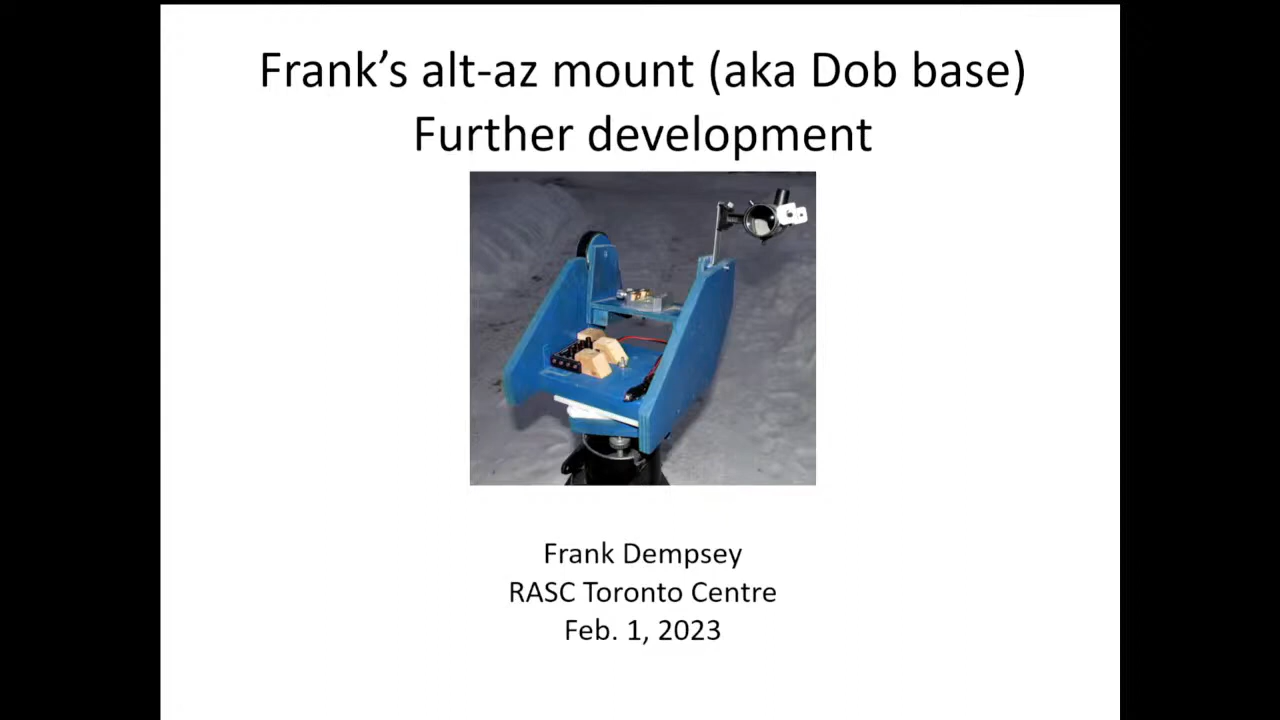 Frank’s alt-az mount (aka Dob base)
Further development
Frank Dempsey
RASC Toronto Centre
Feb. 1, 2023